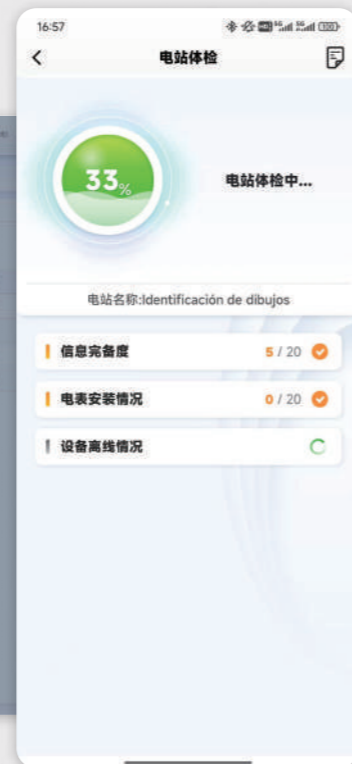 16:57
电站体检
33%
电站体检中...
电站名称:Identificación de dibujos
信息完备度 5 / 20
电表安装情况 0 / 20
设备离线情况